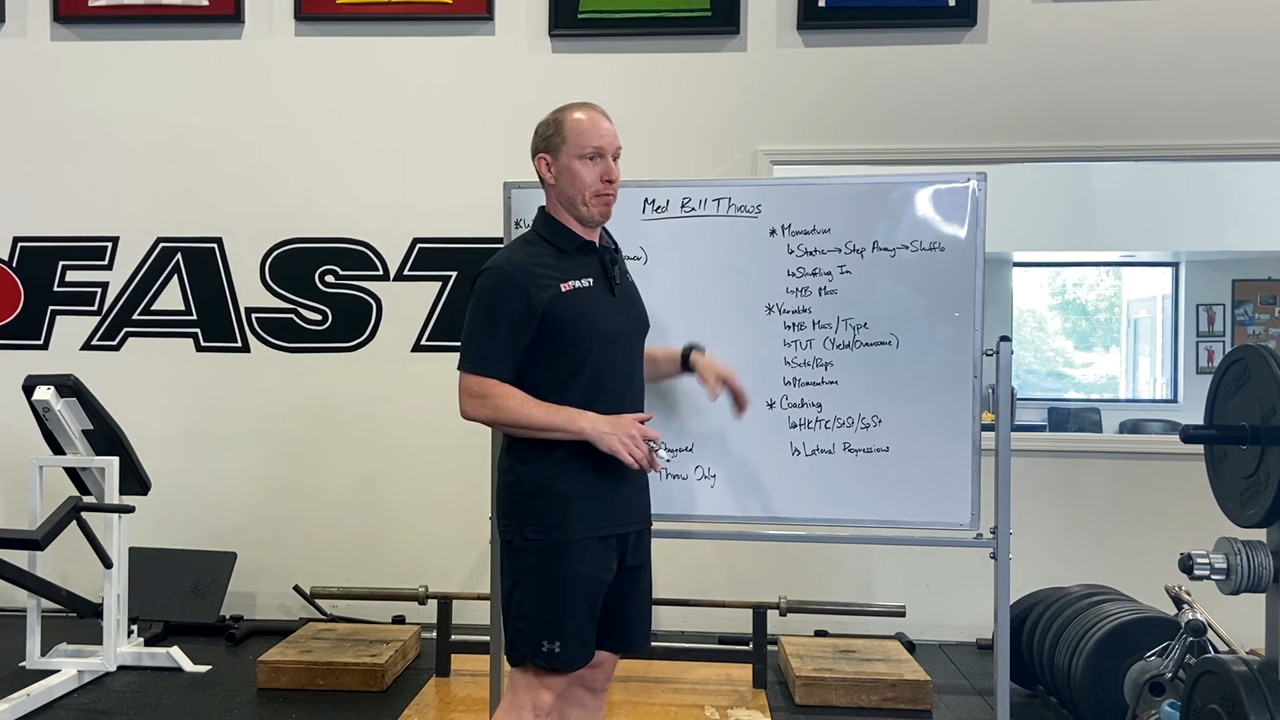 FAST
FAST
Med Ball Throws
* Momentum
↳ Static → Step Away → Shuffle
↳ Shuffling In
↳ MB Mass
* Variables
↳ MB Mass/Type
↳ TUT (Yield/Overcome)
↳ Sets/Reps
↳ Momentum
* Coaching
↳ HK/TK/StSt/SpSt
↳ Lateral Progressions
Throw Only